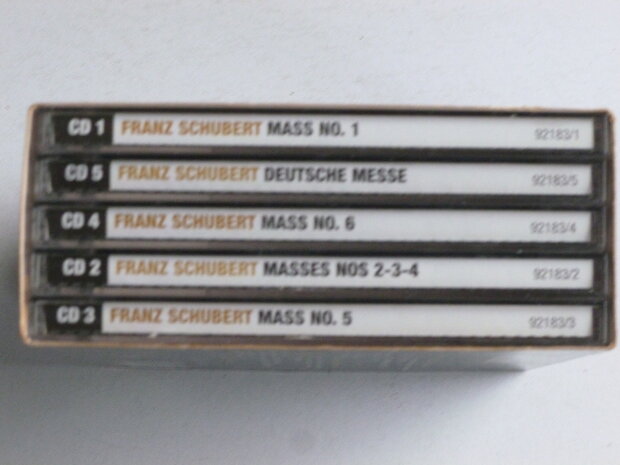 CD 1 FRANZ SCHUBERT MASS NO. 1 92183/1
CD 5 FRANZ SCHUBERT DEUTSCHE MESSE 92183/5
CD 4 FRANZ SCHUBERT MASS NO. 6 92183/4
CD 2 FRANZ SCHUBERT MASSES NOS 2-3-4 92183/2
CD 3 FRANZ SCHUBERT MASS NO. 5 92183/3